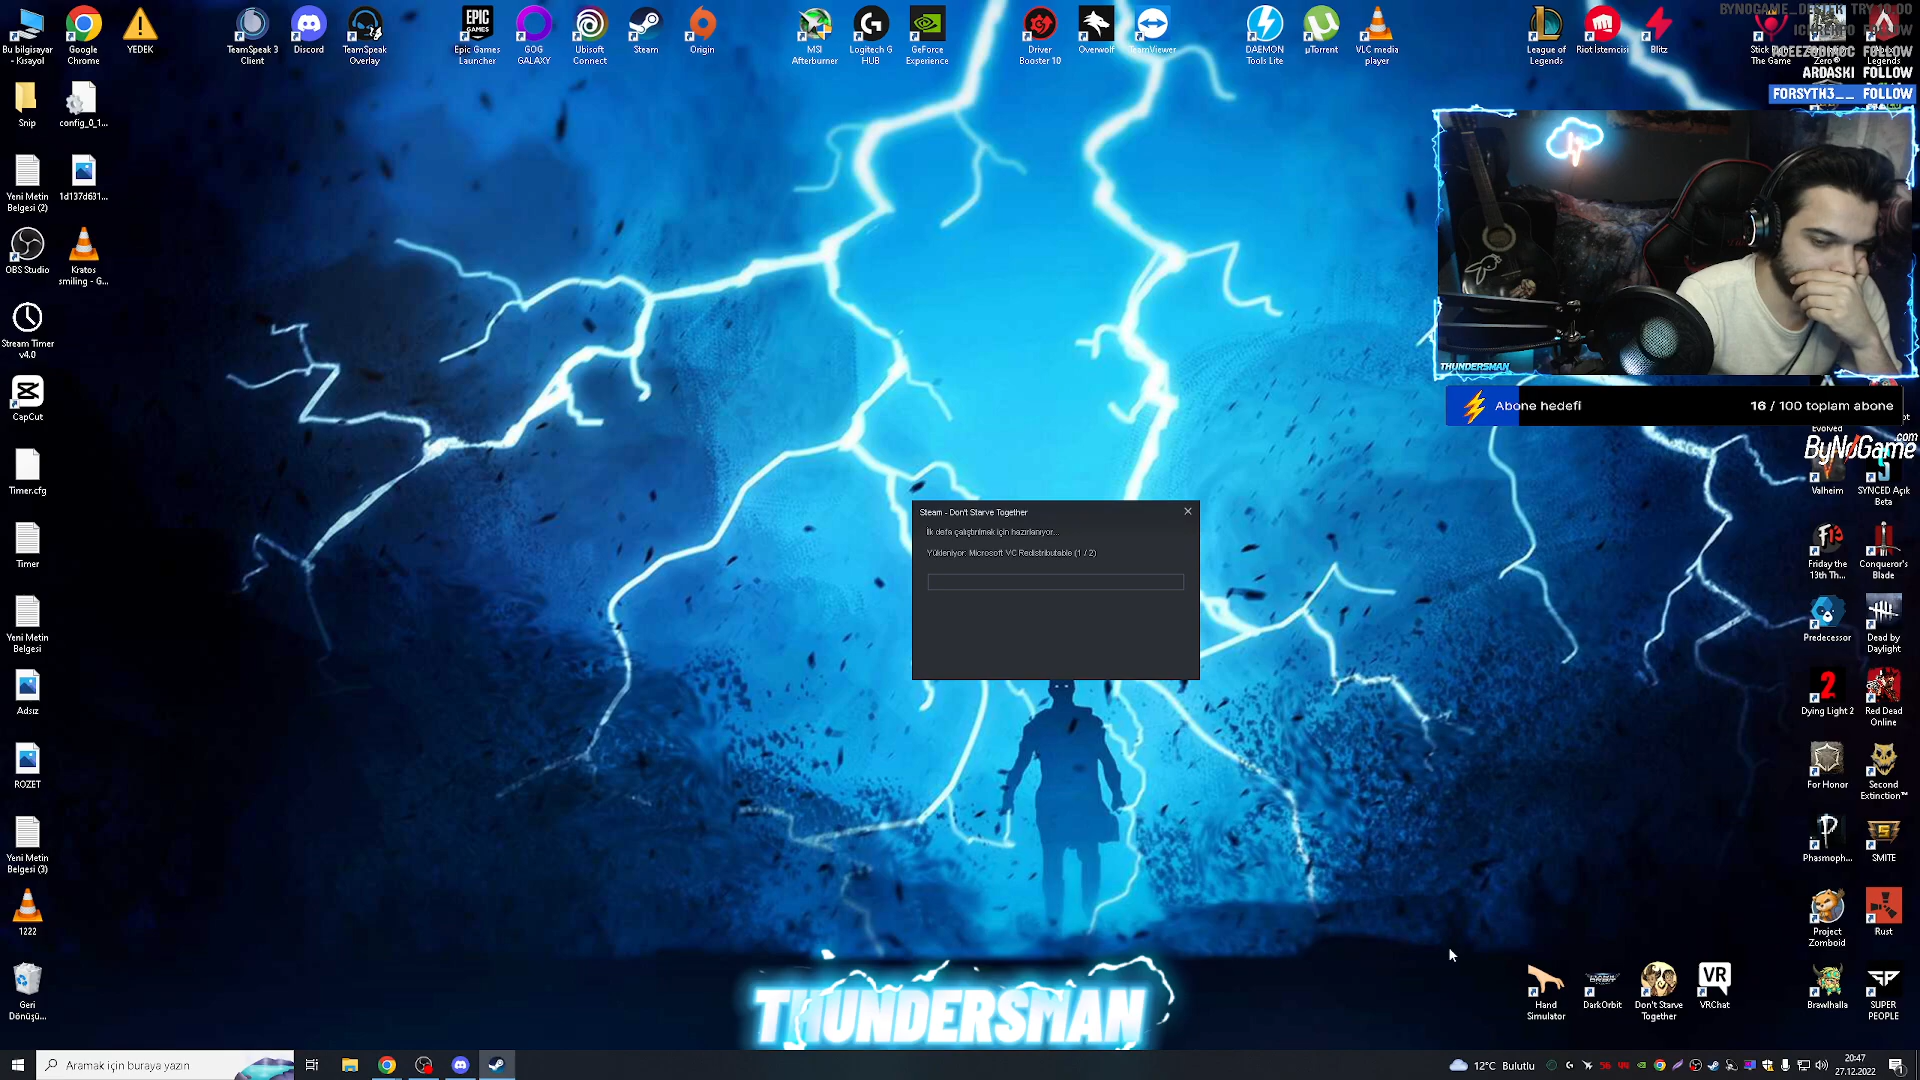 Bu bilgisayar
- Kısayol
Google
Chrome
YEDEK
TeamSpeak 3
Client
Discord
TeamSpeak
Overlay
EPIC
GAMES
Epic Games
Launcher
GOG
GALAXY
Ubisoft
Connect
Steam
Origin
MSI
Afterburner
Logitech G
HUB
GeForce
Experience
Driver
Booster 10
Overwolf
TeamViewer
DAEMON
Tools Lite
µTorrent
VLC media
player
League of
Legends
Riot İstemcisi
Blitz
Legends
ARDASKI FOLLOW
FORSYTH3__ FOLLOW
Snip
config_0_1...
Yeni Metin
Belgesi (2)
1d137d631...
OBS Studio
Kratos
smiling - G...
Stream Timer
v4.0
CapCut
Timer.cfg
Timer
Yeni Metin
Belgesi
Adsız
ROZET
Yeni Metin
Belgesi (3)
1222
Geri
Dönüşü...
THUNDERSMAN
Abone hedefi
16 / 100 toplam abone
Evolved
ByNoGame
.com
Valheim
SYNCED Açık
Beta
Friday the
13th Th...
Conqueror's
Blade
Predecessor
Dead by
Daylight
Dying Light 2
Red Dead
Online
For Honor
Second
Extinction™
Phasmoph...
SMITE
Project
Zomboid
Rust
Hand
Simulator
DarkOrbit
Don't Starve
Together
VR
VRChat
Brawlhalla
SUPER
PEOPLE
Steam - Don't Starve Together
İlk defa çalıştırılmak için hazırlanıyor...
Yükleniyor: Microsoft VC Redistributable (1 / 2)
THUNDERSMAN
Aramak için buraya yazın
12°C Bulutlu
20:47
27.12.2022